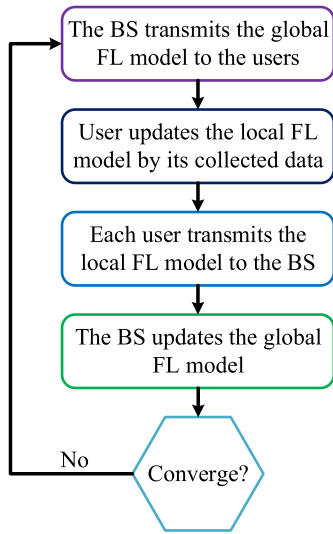 The BS transmits the global
FL model to the users
User updates the local FL
model by its collected data
Each user transmits the
local FL model to the BS
The BS updates the global
FL model
No
Converge?